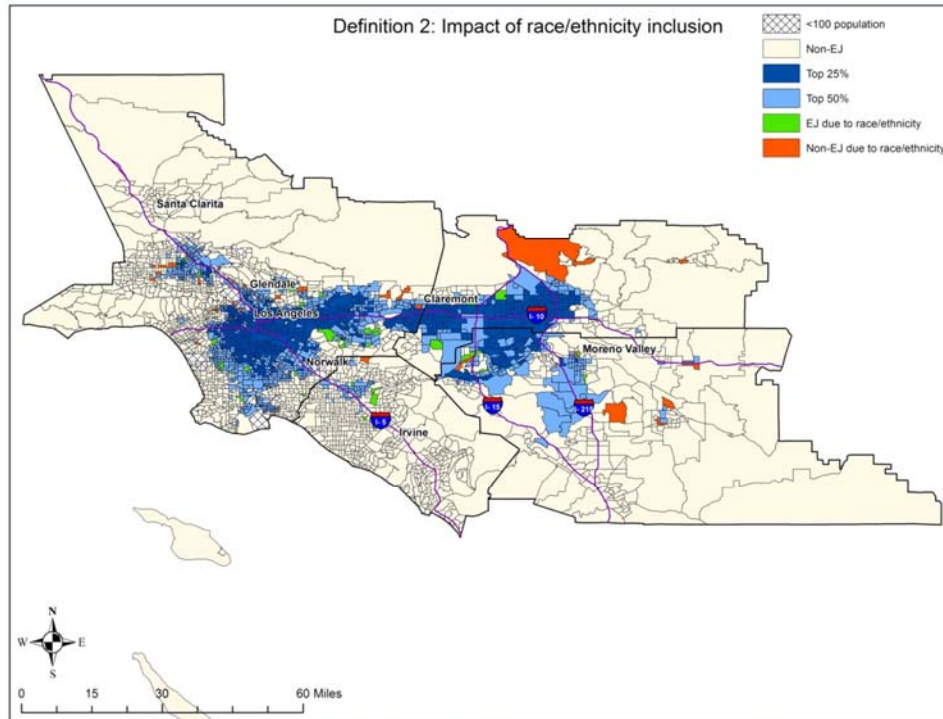 Definition 2: Impact of race/ethnicity inclusion
<100 population
Non-EJ
Top 25%
Top 50%
EJ due to race/ethnicity
Non-EJ due to race/ethnicity
Santa Clarita
Glendale
Los Angeles
Claremont
I- 10
Norwalk
Moreno Valley
I- 15
I- 215
I- 5
Irvine
N
W E
S
0 15 30 60 Miles